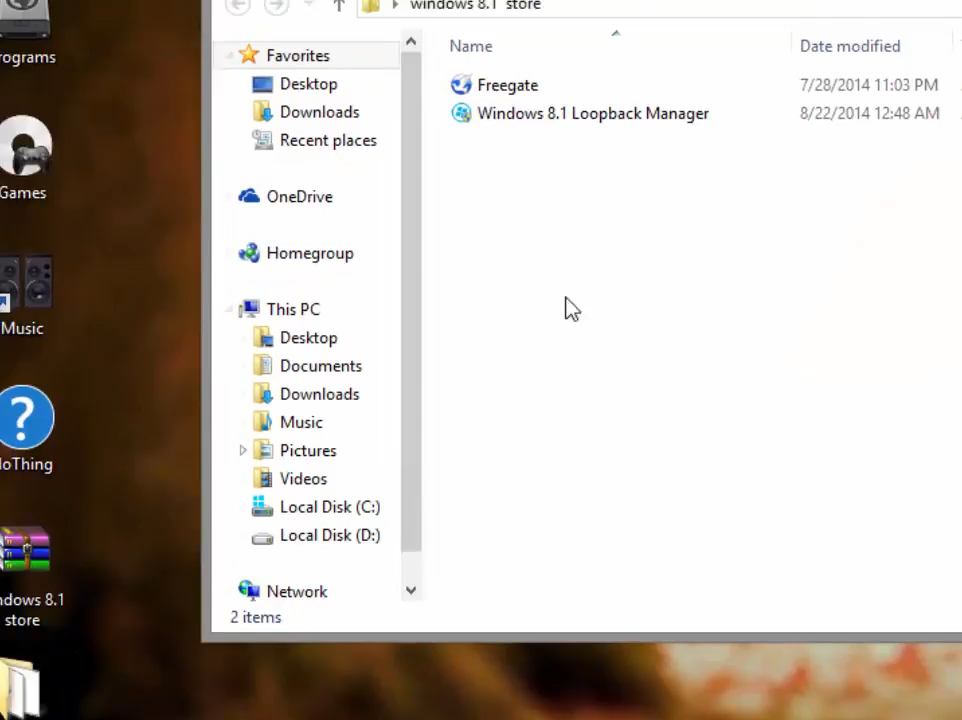 windows 8.1 store
Name
Date modified
Favorites
Desktop
Downloads
Recent places
OneDrive
Homegroup
This PC
Desktop
Documents
Downloads
Music
Pictures
Videos
Local Disk (C:)
Local Disk (D:)
Network
Freegate
7/28/2014 11:03 PM
Windows 8.1 Loopback Manager
8/22/2014 12:48 AM
2 items
rograms
Games
Music
?
oThing
ndows 8.1
store